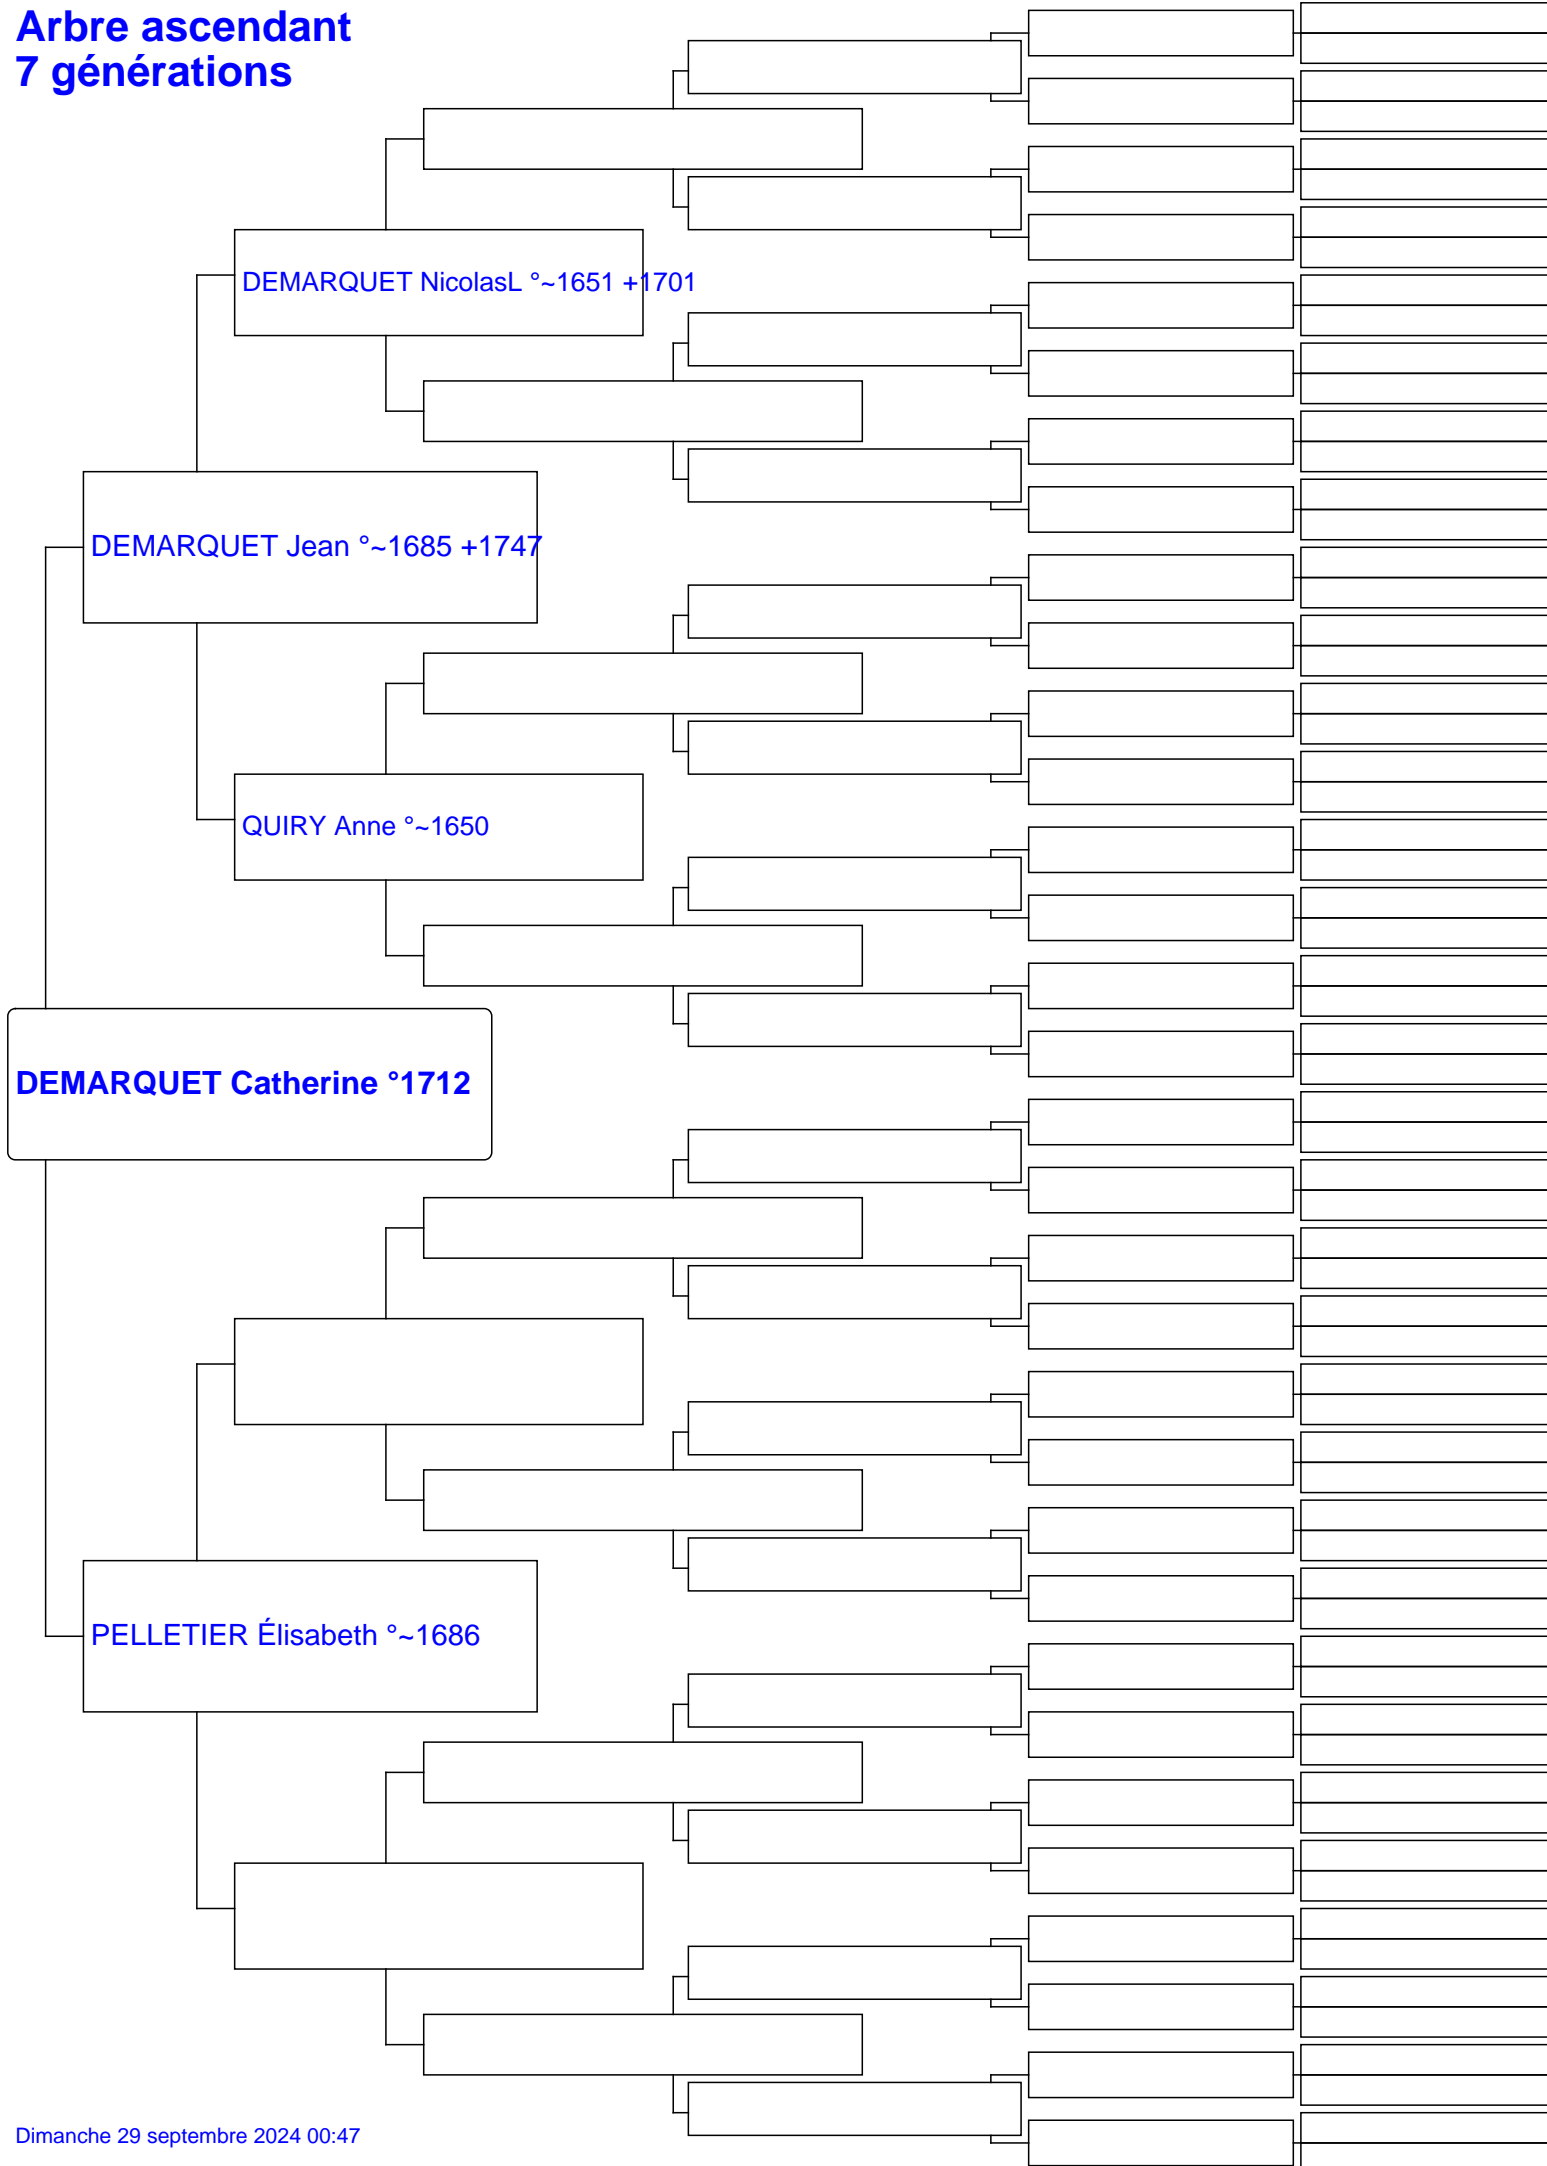 Arbre ascendant
7 générations
DEMARQUET NicolasL °~1651 +1701
DEMARQUET Jean °~1685 +1747
QUIRY Anne °~1650
DEMARQUET Catherine °1712
PELLETIER Élisabeth °~1686
Dimanche 29 septembre 2024 00:47